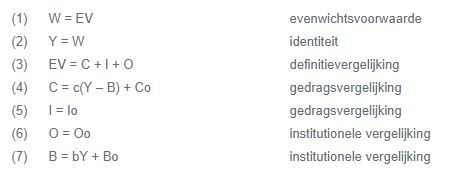 (1) W = EV evenwichtsvoorwaarde
(2) Y = W identiteit
(3) EV = C + I + O definitievergelijking
(4) C = c(Y – B) + Co gedragsvergelijking
(5) I = Io gedragsvergelijking
(6) O = Oo institutionele vergelijking
(7) B = bY + Bo institutionele vergelijking